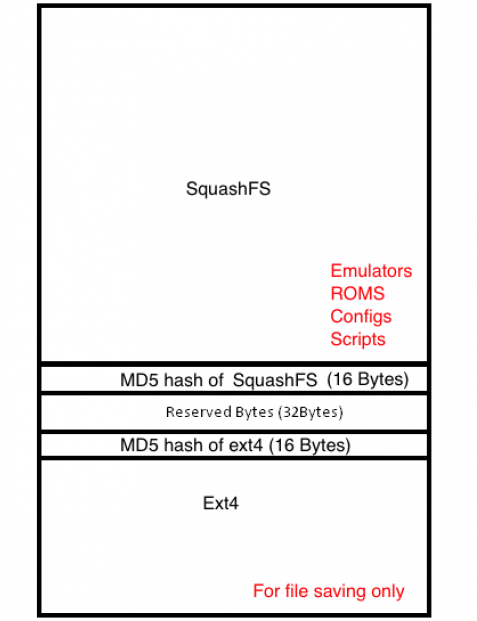 SquashFS
Emulators
ROMS
Configs
Scripts
MD5 hash of SquashFS (16 Bytes)
Reserved Bytes (32Bytes)
MD5 hash of ext4 (16 Bytes)
Ext4
For file saving only